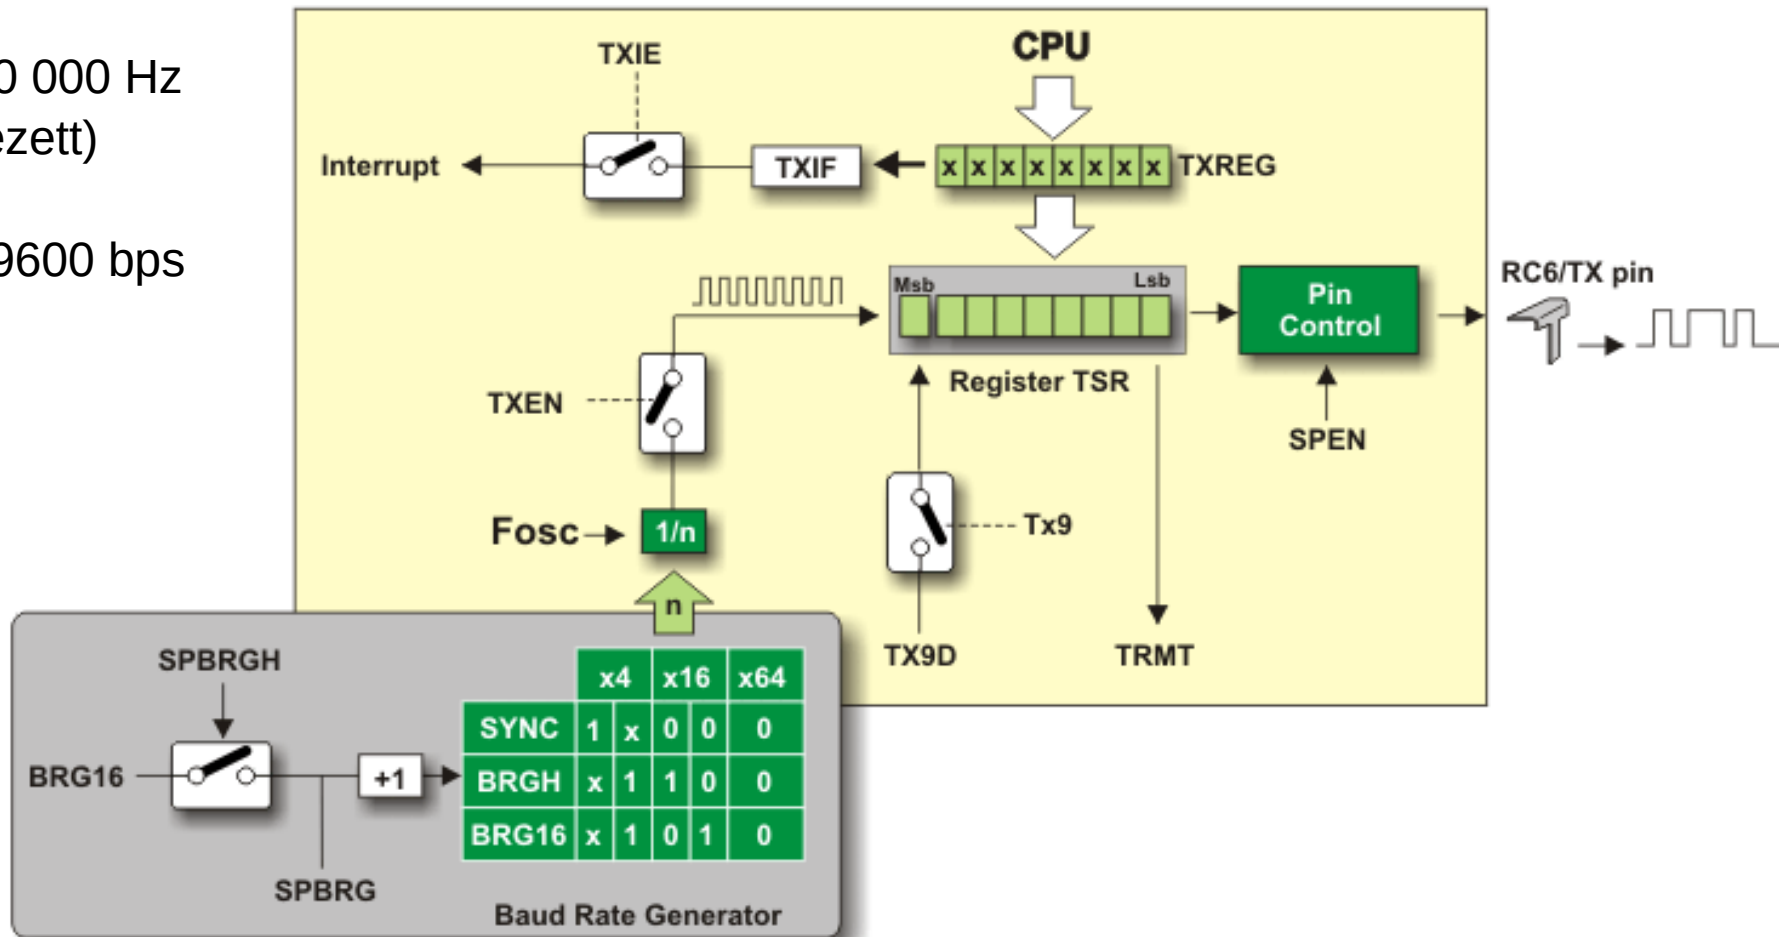 0 000 Hz
ezett)
9600 bps
TXIE
CPU
Interrupt
TXIF
x x x x x x x x
TXREG
Msb
Lsb
Register TSR
Pin
Control
RC6/TX pin
SPEN
TXEN
Fosc
1/n
n
Tx9
TX9D
TRMT
SPBRGH
BRG16
+1
SPBRG
x4 x16 x64
SYNC 1 x 0 0 0
BRGH x 1 1 0 0
BRG16 x 1 0 1 0
Baud Rate Generator